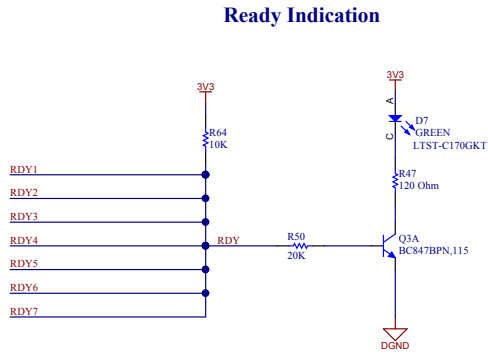 Ready Indication
3V3
3V3
A
D7
GREEN
LTST-C170GKT
C
R64
10K
RDY1
R47
120 Ohm
RDY2
RDY3
RDY4
RDY
R50
20K
Q3A
BC847BPN,115
RDY5
RDY6
RDY7
DGND